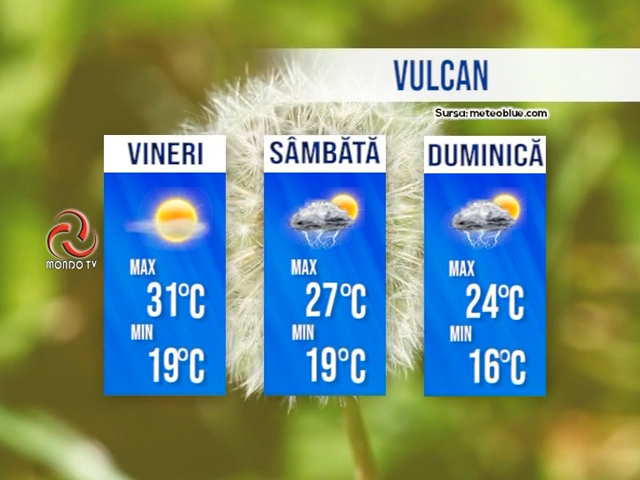 VULCAN
Sursa: meteoblue.com
VINERI
MAX
31°C
MIN
19°C
SÂMBĂTĂ
MAX
27°C
MIN
19°C
DUMINICĂ
MAX
24°C
MIN
16°C
MONDO TV